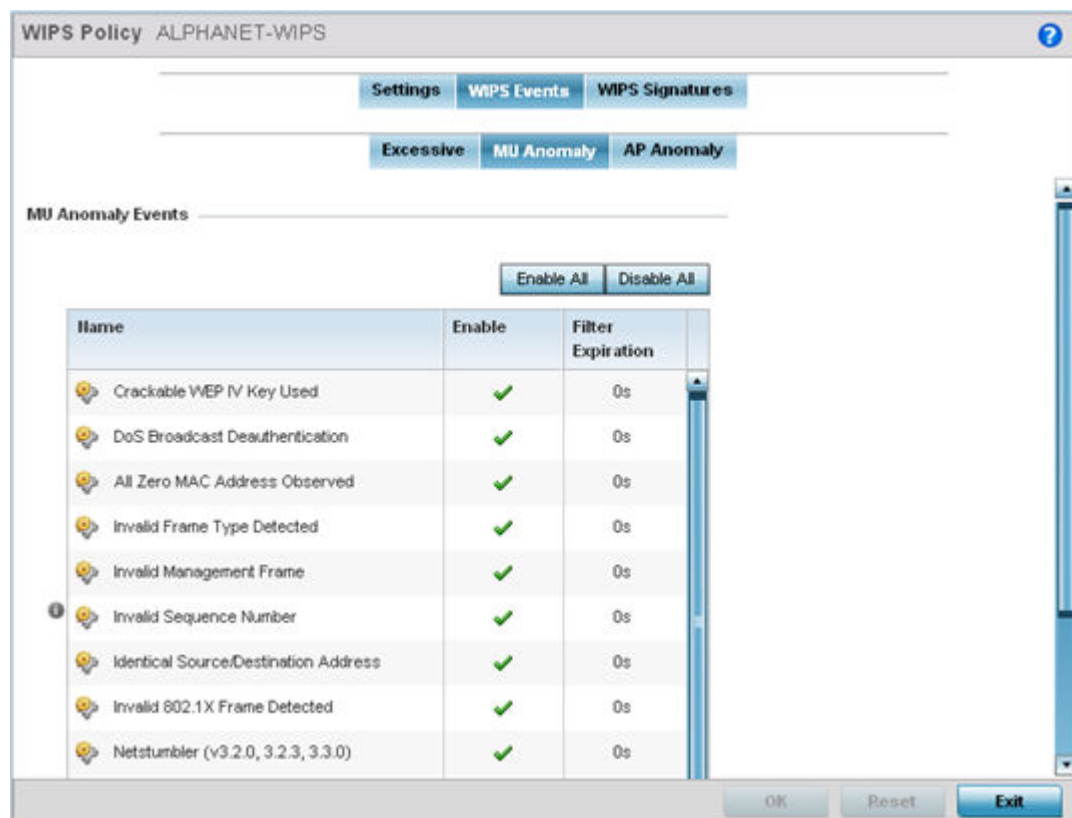 WIPS Policy ALPHANET-WIPS
?
Settings WIPS Events WIPS Signatures
Excessive MU Anomaly AP Anomaly
MU Anomaly Events
Enable All Disable All
Name Enable Filter Expiration
Crackable WEP IV Key Used 0s
DoS Broadcast Deauthentication 0s
All Zero MAC Address Observed 0s
Invalid Frame Type Detected 0s
Invalid Management Frame 0s
Invalid Sequence Number 0s
Identical Source/Destination Address 0s
Invalid 802.1X Frame Detected 0s
Netstumbler (v3.2.0, 3.2.3, 3.3.0) 0s
OK Reset Exit